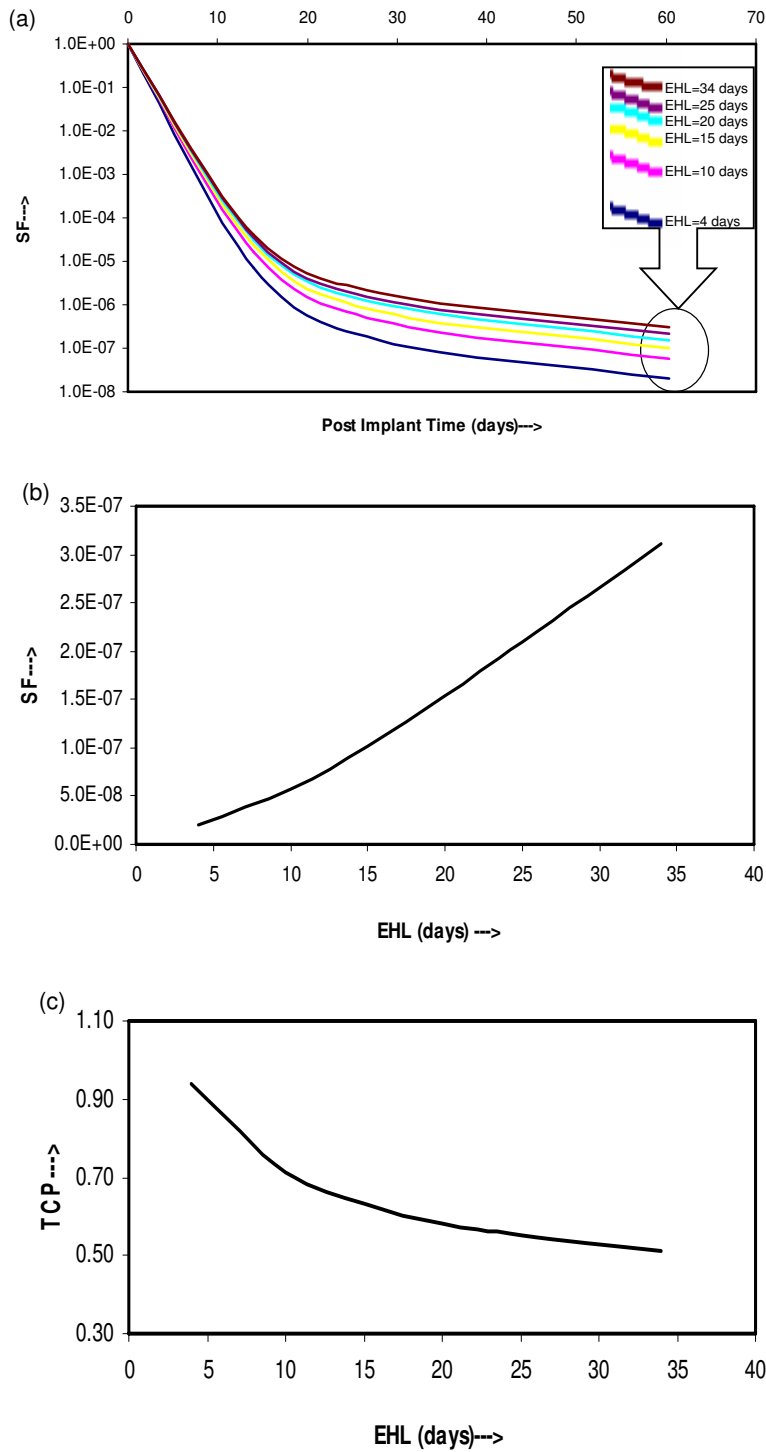 (a)
0 10 20 30 40 50 60 70
1.0E+00
1.0E-01
1.0E-02
1.0E-03
1.0E-04
1.0E-05
1.0E-06
1.0E-07
1.0E-08
SF--->
EHL=34 days
EHL=25 days
EHL=20 days
EHL=15 days
EHL=10 days
EHL=4 days
Post Implant Time (days)--->
(b)
3.5E-07
3.0E-07
2.5E-07
2.0E-07
1.5E-07
1.0E-07
5.0E-08
0.0E+00
SF--->
0 5 10 15 20 25 30 35 40
EHL (days) --->
(c)
1.10
0.90
0.70
0.50
0.30
TCP--->
0 5 10 15 20 25 30 35 40
EHL (days)--->